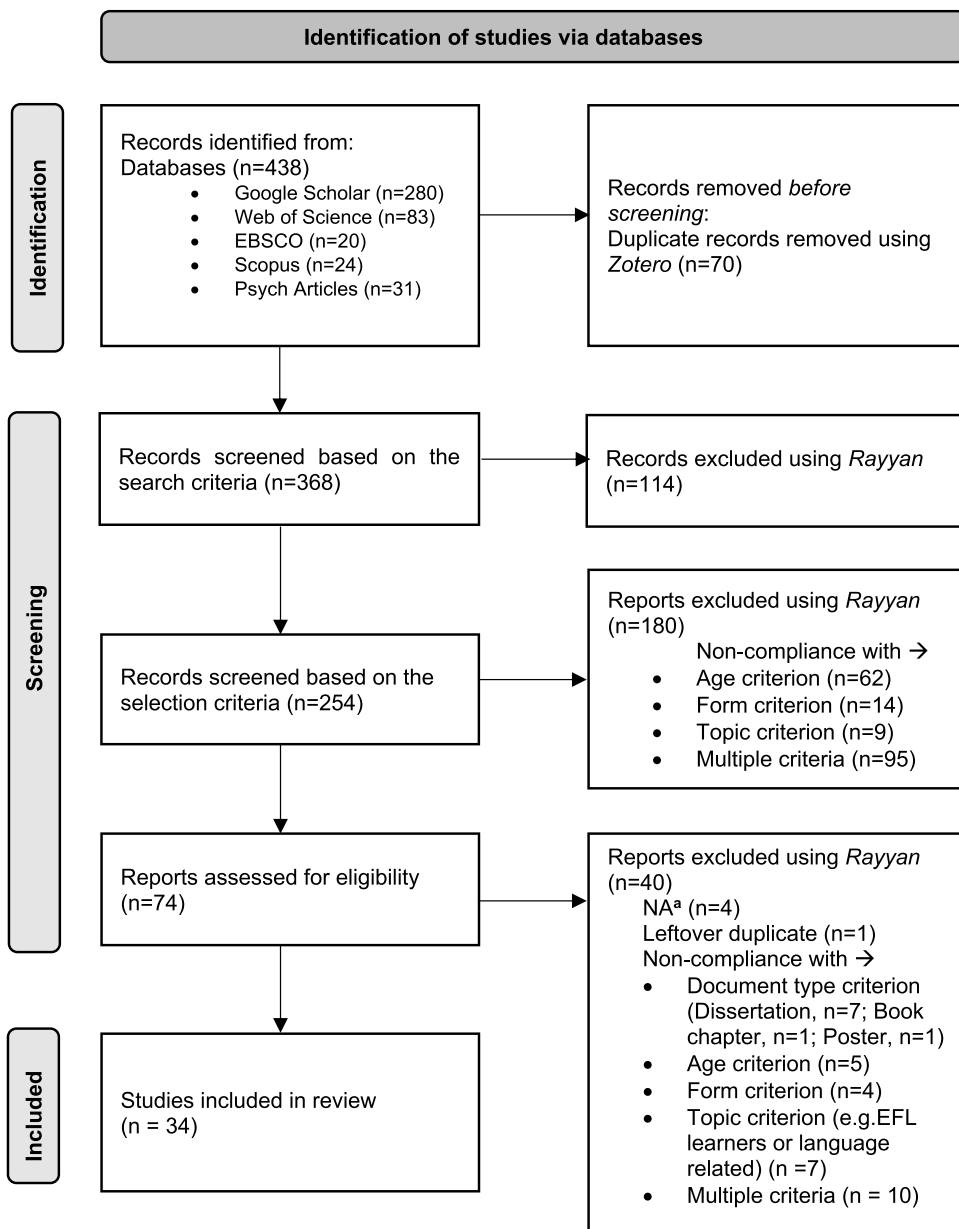 Identification of studies via databases
Identification
Records identified from:
Databases (n=438)
• Google Scholar (n=280)
• Web of Science (n=83)
• EBSCO (n=20)
• Scopus (n=24)
• Psych Articles (n=31)
Records removed before
screening:
Duplicate records removed using
Zotero (n=70)
Screening
Records screened based on the
search criteria (n=368)
Records excluded using Rayyan
(n=114)
Records screened based on the
selection criteria (n=254)
Reports excluded using Rayyan
(n=180)
Non-compliance with →
• Age criterion (n=62)
• Form criterion (n=14)
• Topic criterion (n=9)
• Multiple criteria (n=95)
Reports assessed for eligibility
(n=74)
Reports excluded using Rayyan
(n=40)
NAª (n=4)
Leftover duplicate (n=1)
Non-compliance with →
• Document type criterion
(Dissertation, n=7; Book
chapter, n=1; Poster, n=1)
• Age criterion (n=5)
• Form criterion (n=4)
• Topic criterion (e.g.EFL
learners or language
related) (n =7)
• Multiple criteria (n = 10)
Included
Studies included in review
(n = 34)